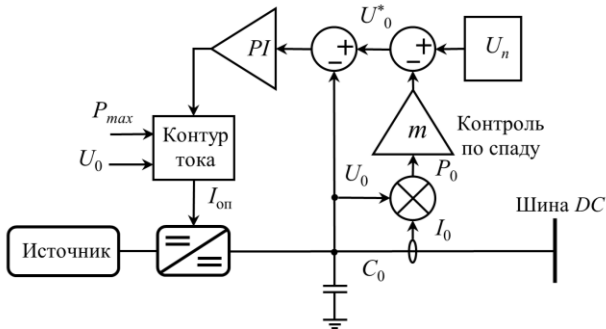 U*0
PI
Un
Pmax
U0
Контур
тока
m
Контроль
по спаду
U0
P0
Iоп
I0
Шина DC
Источник
C0